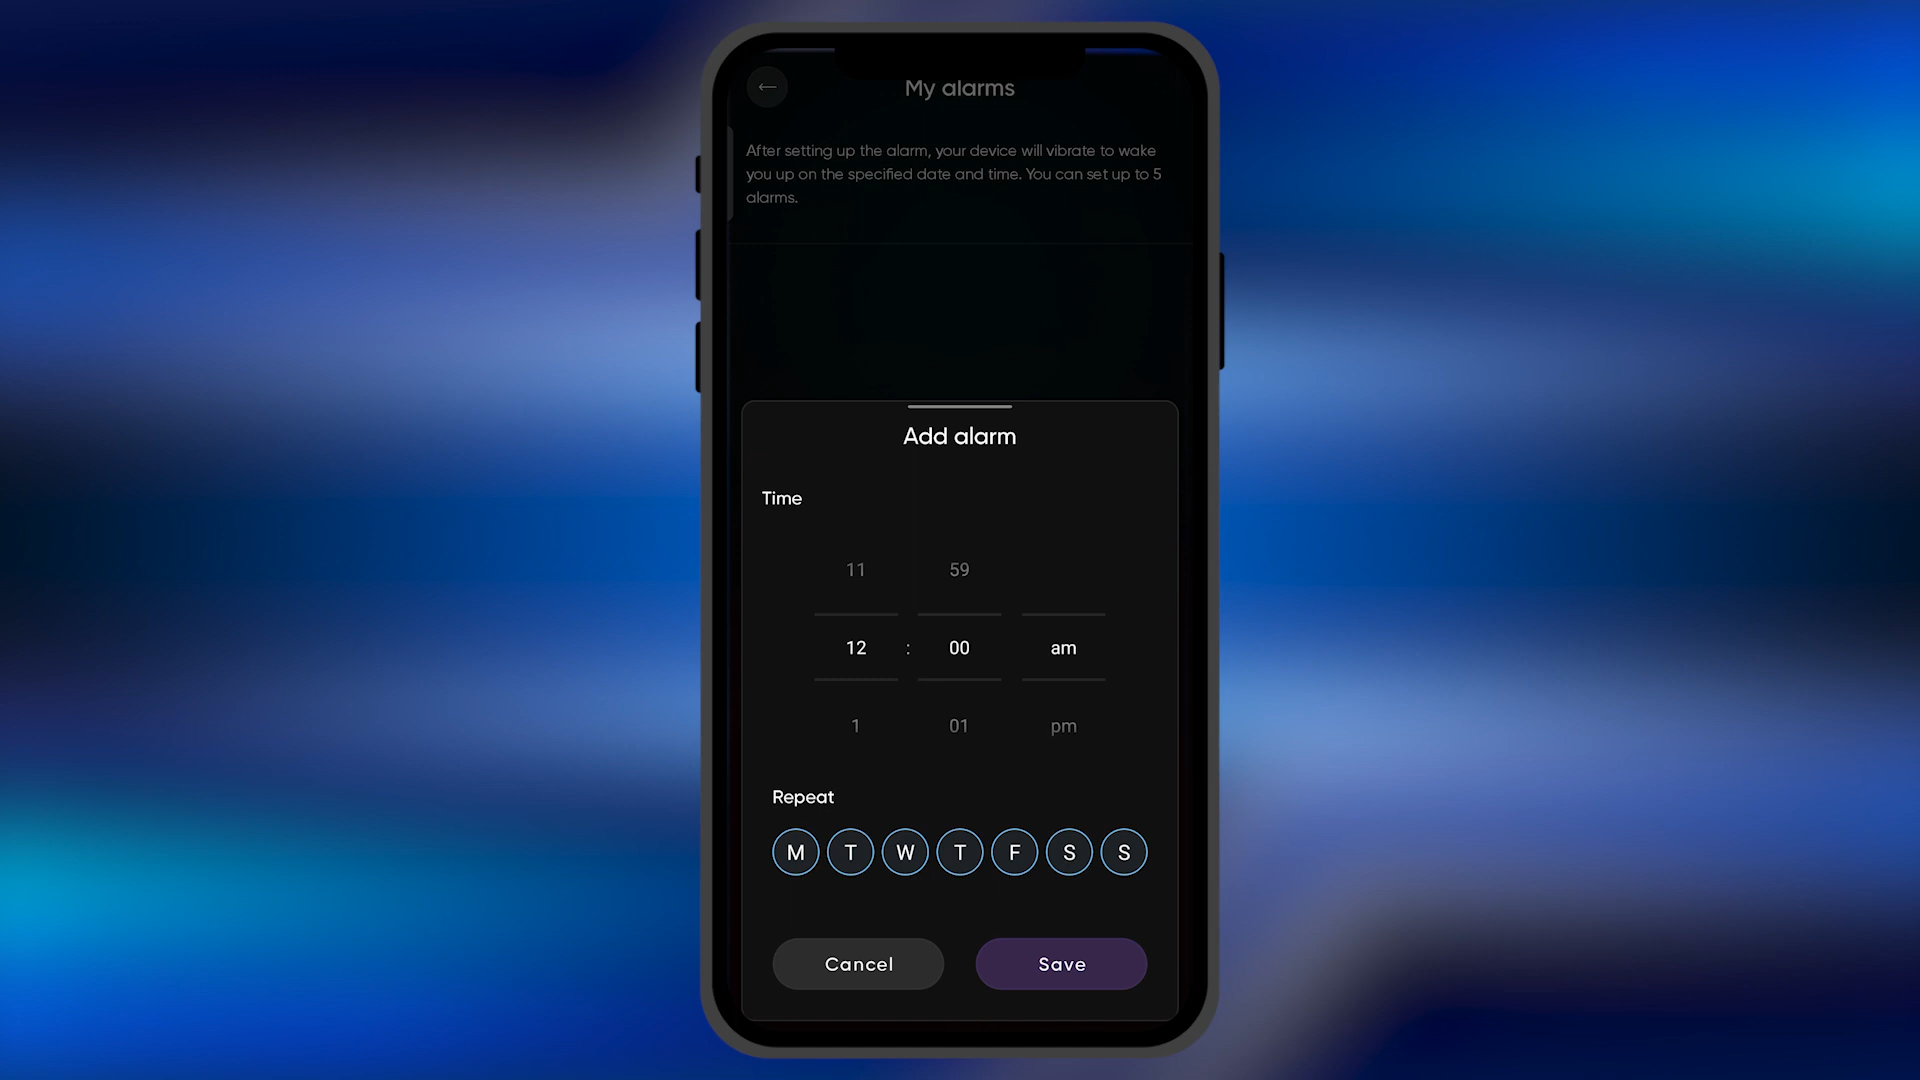 My alarms
After setting up the alarm, your device will vibrate to wake
you up on the specified date and time. You can set up to 5
alarms.
Add alarm
Time
11 59
12 : 00 am
1 01 pm
Repeat
M T W T F S S
Cancel Save